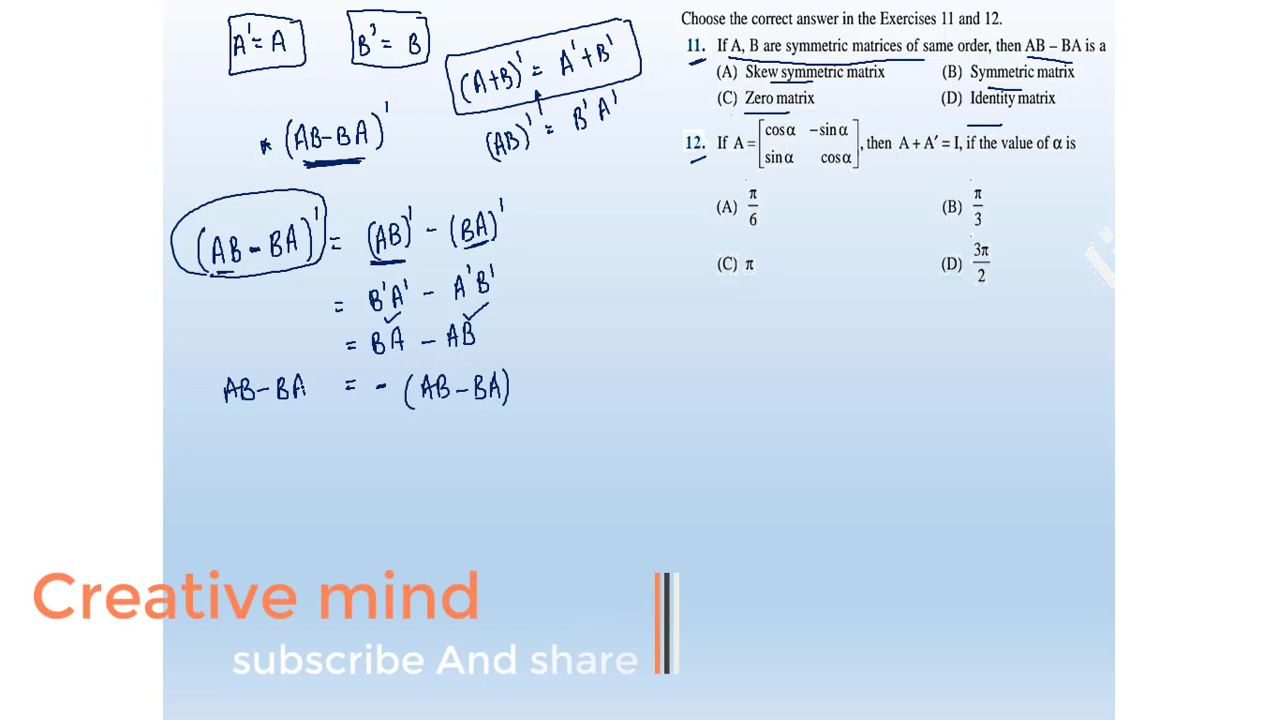 A' = A
B' = B
(A+B)' = A' + B'
(AB)' = B'A'
* (AB-BA)'
(AB - BA)' = (AB)' - (BA)'
= B'A' - A'B'
= BA - AB
AB-BA = - (AB-BA)
Choose the correct answer in the Exercises 11 and 12.
11. If A, B are symmetric matrices of same order, then AB – BA is a
(A) Skew symmetric matrix (B) Symmetric matrix
(C) Zero matrix (D) Identity matrix
12. If A = [cos α −sin α; sin α cos α], then A + A′ = I, if the value of α is
(A) π/6 (B) π/3
(C) π (D) 3π/2
Creative mind
subscribe And share